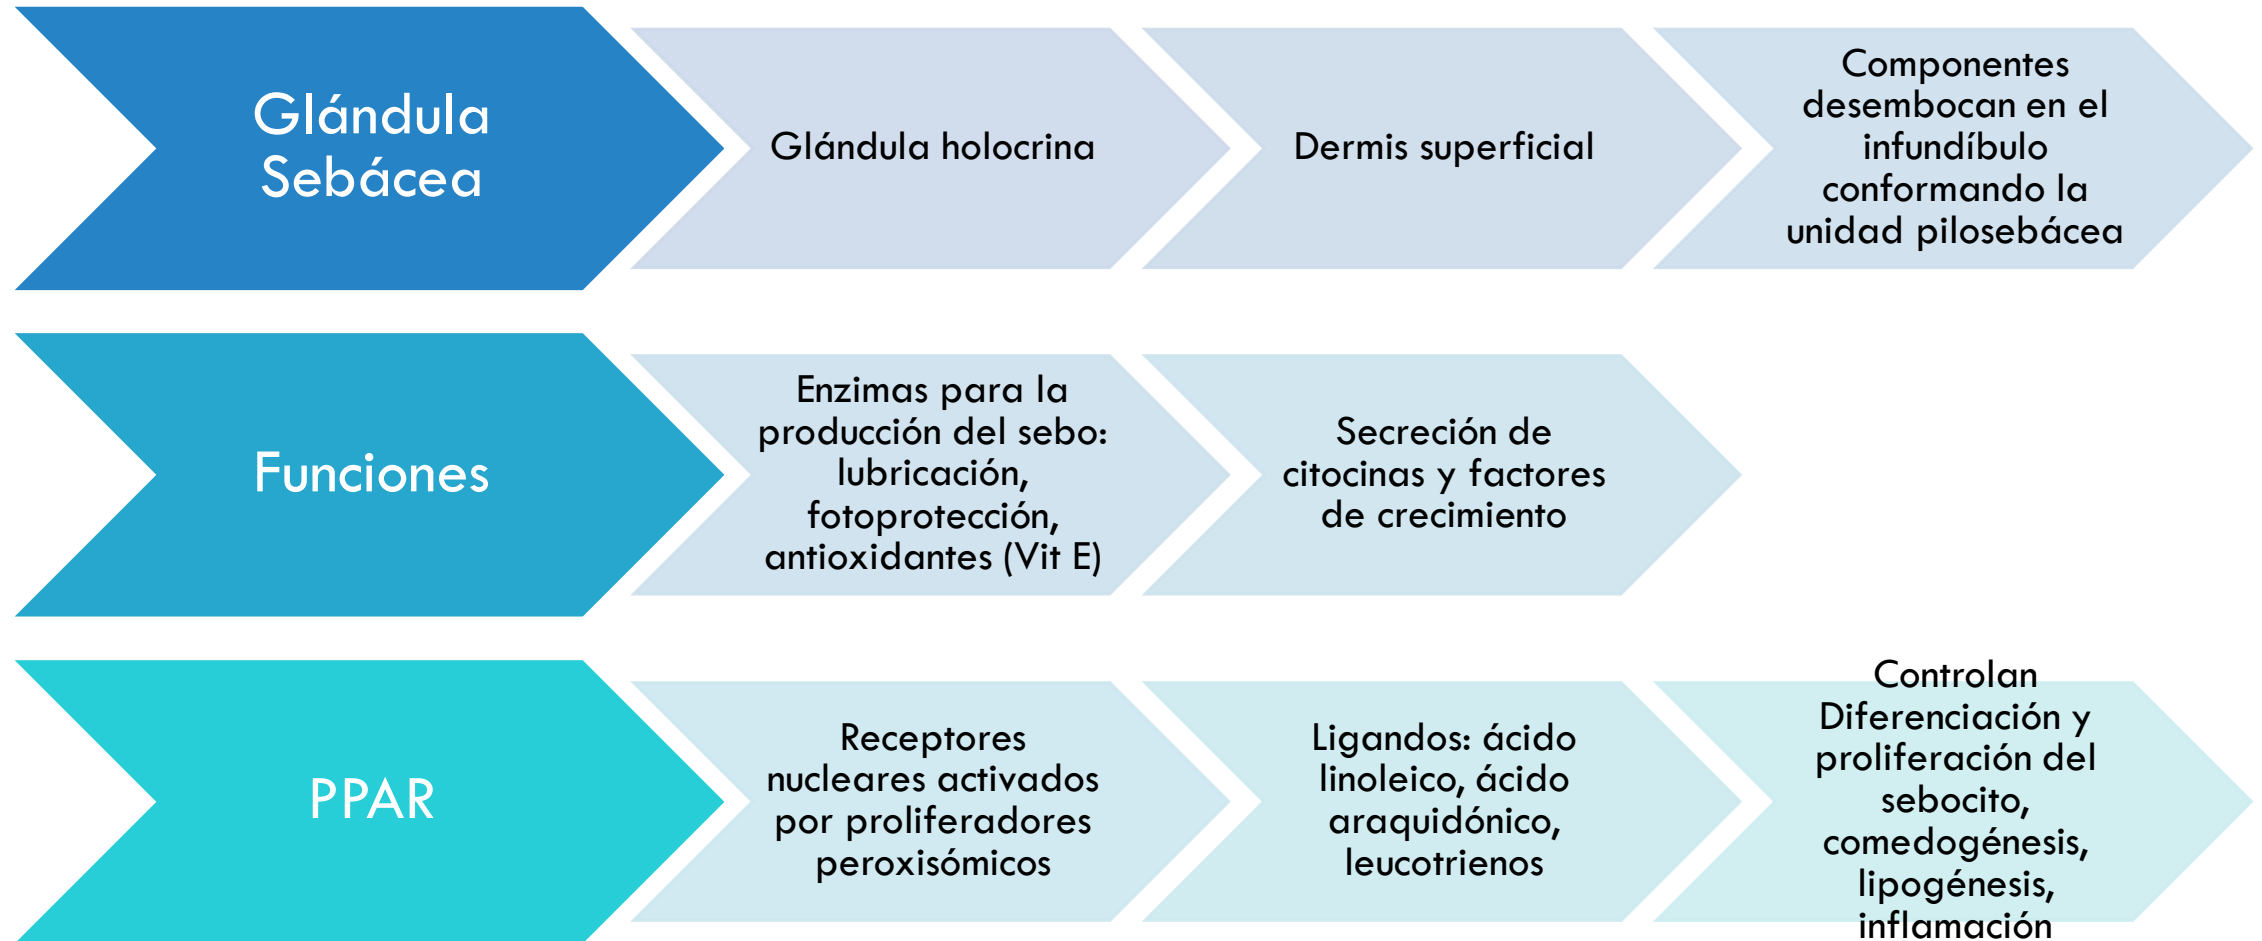 Glándula
Sebácea
Glándula holocrina
Dermis superficial
Componentes
desembocan en el
infundíbulo
conformando la
unidad pilosebácea
Funciones
Enzimas para la
producción del sebo:
lubricación,
fotoprotección,
antioxidantes (Vit E)
Secreción de
citocinas y factores
de crecimiento
PPAR
Receptores
nucleares activados
por proliferadores
peroxisómicos
Ligandos: ácido
linoleico, ácido
araquidónico,
leucotrienos
Controlan
Diferenciación y
proliferación del
sebocito,
comedogénesis,
lipogénesis,
inflamación